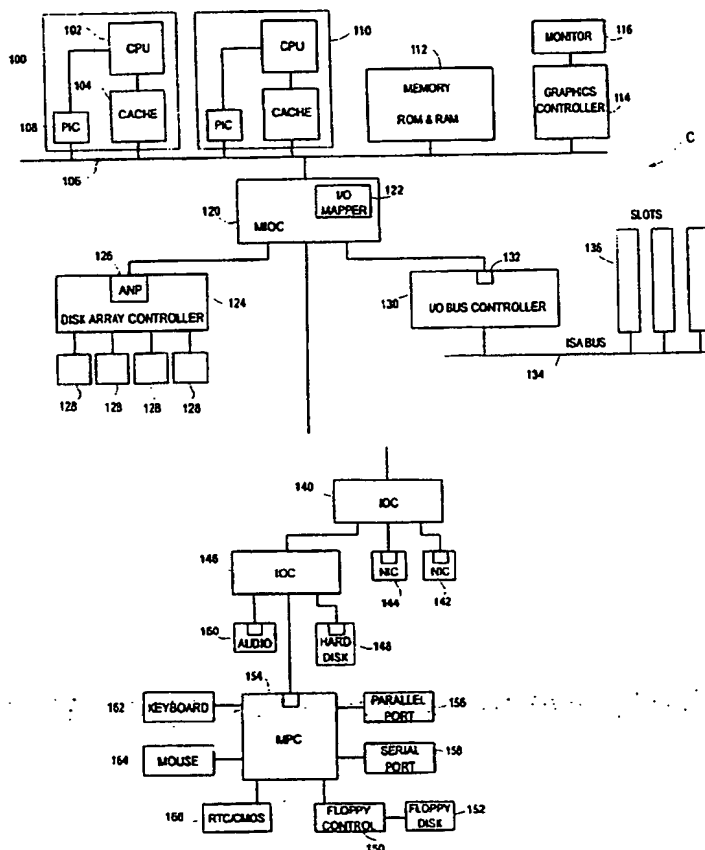 102
CPU
CPU
110
100
104
112
MONITOR
116
CACHE
CACHE
MEMORY
ROM & RAM
GRAPHICS
CONTROLLER
114
108
PIC
PIC
106
C
122
I/O
MAPPER
120
MIOC
SLOTS
136
126
132
ANP
124
DISK ARRAY CONTROLLER
130
I/O BUS CONTROLLER
ISA BUS
134
128
128
128
128
140
IOC
146
IOC
NIC
NIC
144
142
160
AUDIO
HARD
DISK
148
154
162
KEYBOARD
PARALLEL
PORT
156
MPC
164
MOUSE
SERIAL
PORT
158
166
RTC/CMOS
FLOPPY
CONTROL
FLOPPY
DISK
152
150